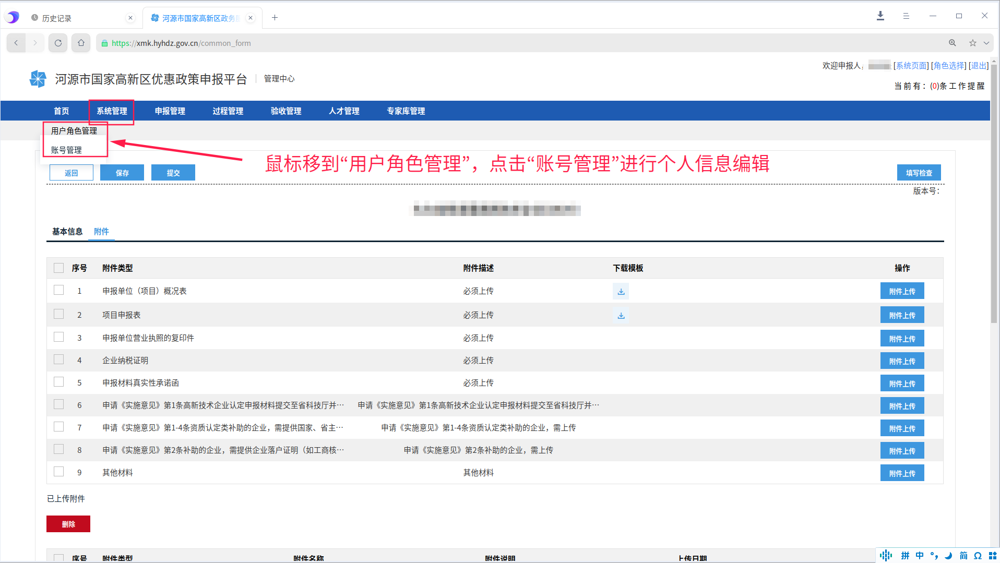 历史记录
河源市国家高新区政务服
https://xmk.hyhdz.gov.cn/common_form
欢迎申报人, [系统页面] [角色选择] [退出]
河源市国家高新区优惠政策申报平台 管理中心
当前有：(0)条工作提醒
首页 系统管理 申报管理 过程管理 验收管理 人才管理 专家库管理
用户角色管理
账号管理
鼠标移到“用户角色管理”，点击“账号管理”进行个人信息编辑
返回 保存 提交 填写检查
版本号：
基本信息 附件
序号 附件类型 附件描述 下载模板 操作
1 申报单位（项目）概况表 必须上传 附件上传
2 项目申报表 必须上传 附件上传
3 申报单位营业执照的复印件 必须上传 附件上传
4 企业纳税证明 必须上传 附件上传
5 申报材料真实性承诺函 必须上传 附件上传
6 申请《实施意见》第1条高新技术企业认定申报材料提交至省科技厅并… 申请《实施意见》第1条高新技术企业认定申报材料提交至省科技厅并… 附件上传
7 申请《实施意见》第1-4条资质认定类补助的企业，需提供国家、省主… 申请《实施意见》第1-4条资质认定类补助的企业，需上传 附件上传
8 申请《实施意见》第2条补助的企业，需提供企业落户证明（如工商核… 申请《实施意见》第2条补助的企业，需上传 附件上传
9 其他材料 其他材料 附件上传
已上传附件
删除
序号 附件类型 附件名称 附件说明 上传日期
拼 中 简